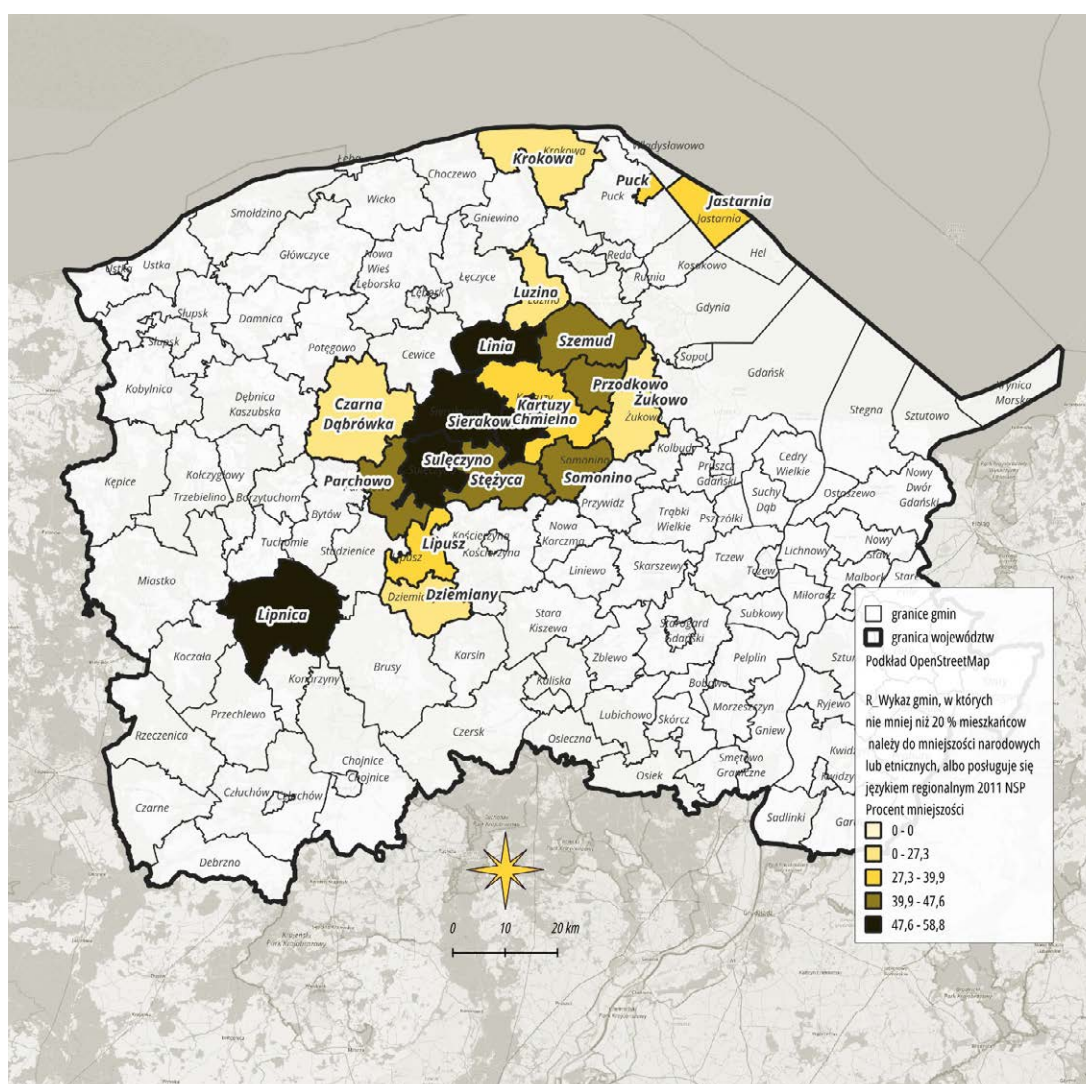 Władysławowo
Krokowa
Krokowa
Łeba
Choczewo
Puck
Puck
Jastarnia
Jastarnia
Wicko
Smołdzino
Gniewino
Główczyce
Nowa
Wieś
Lęborska
Łęczyce
Reda
Rumia
Kosakowo
Hel
Ustka
Ustka
Lębork
Luzino
Luzino
Słupsk
Słupsk
Damnica
Gdynia
Potęgowo
Cewice
Linia
Szemud
Sopot
Gdańsk
Kobylnica
Dębnica
Kaszubska
Czarna
Dąbrówka
Przodkowo
Żukowo
Żukowo
Kartuzy
Chmielno
Sierakow
Krynica
Morska
Stegna
Sztutowo
Kolbudy
Cedry
Wielkie
Pruszcz
Gdański
Sulęczyno
Stężyca
Somonino
Somonino
Parchowo
Kępice
Kołczygłowy
Trzebielino
Borzytuchom
Bytów
Przywidz
Trąbki
Wielkie
Pszczółki
Suchy
Dąb
Ostaszewo
Nowy
Dwór
Gdański
Tuchomie
Studzienice
Lipusz
Kościerzyna
Kościerzyna
Nowa
Karczma
Liniewo
Skarszewy
Tczew
Tczew
Lichnowy
Nowy
Staw
Miastko
Lipnica
Dziemiany
Malbork
Miłoradz
Stara
Kiszewa
Starogard
Gdański
Subkowy
Koczała
Konarzyny
Brusy
Karsin
Zblewo
Pelplin
Kaliska
Bobowo
Przechlewo
Rzeczenica
Lubichowo
Skórcz
Morzeszczyn
Gniew
Ryjewo
Czersk
Osieczna
Osiek
Smętowo
Graniczne
Chojnice
Chojnice
Człuchów
Człuchów
Czarne
Sadlinki
Debrzno
granice gmin
granica województw
Podkład OpenStreetMap
R_Wykaz gmin, w których
nie mniej niż 20 % mieszkańcow
należy do mniejszości narodowych
lub etnicznych, albo posługuje się
językiem regionalnym 2011 NSP
Procent mniejszości
0 - 0
0 - 27,3
27,3 - 39,9
39,9 - 47,6
47,6 - 58,8
0 10 20 km